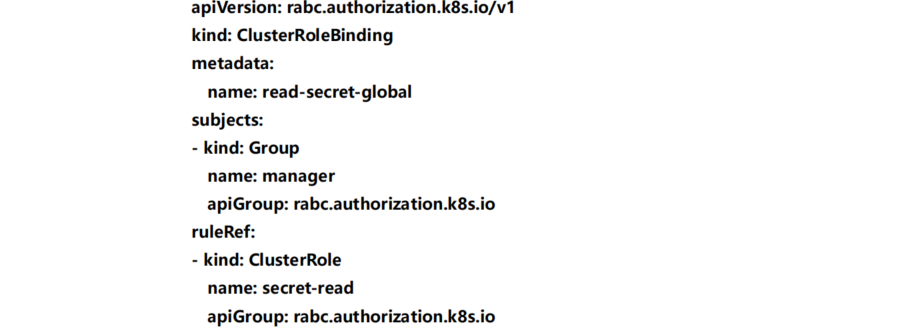 apiVersion: rabc.authorization.k8s.io/v1
kind: ClusterRoleBinding
metadata:
name: read-secret-global
subjects:
- kind: Group
name: manager
apiGroup: rabc.authorization.k8s.io
ruleRef:
- kind: ClusterRole
name: secret-read
apiGroup: rabc.authorization.k8s.io